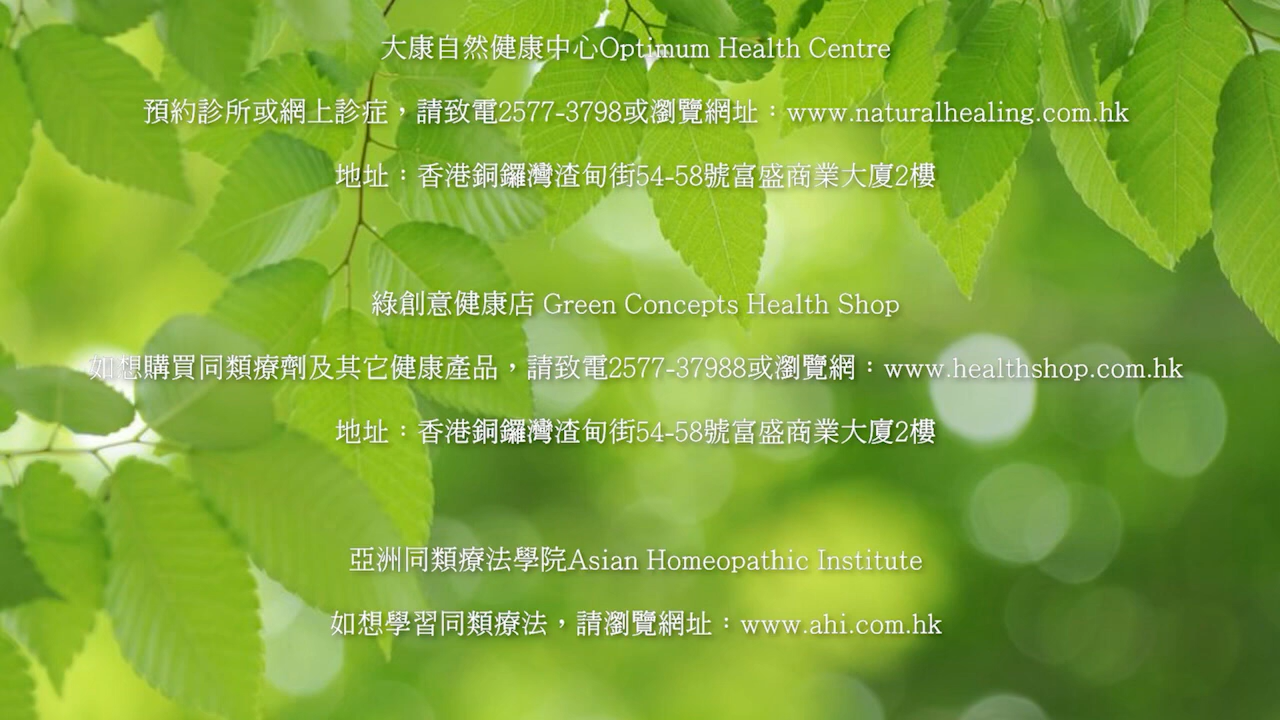 大康自然健康中心Optimum Health Centre
預約診所或網上診症，請致電2577-3798或瀏覽網址：www.naturalhealing.com.hk
地址：香港銅鑼灣渣甸街54-58號富盛商業大廈2樓
綠創意健康店 Green Concepts Health Shop
如想購買同類療劑及其它健康產品，請致電2577-37988或瀏覽網：www.healthshop.com.hk
地址：香港銅鑼灣渣甸街54-58號富盛商業大廈2樓
亞洲同類療法學院Asian Homeopathic Institute
如想學習同類療法，請瀏覽網址：www.ahi.com.hk